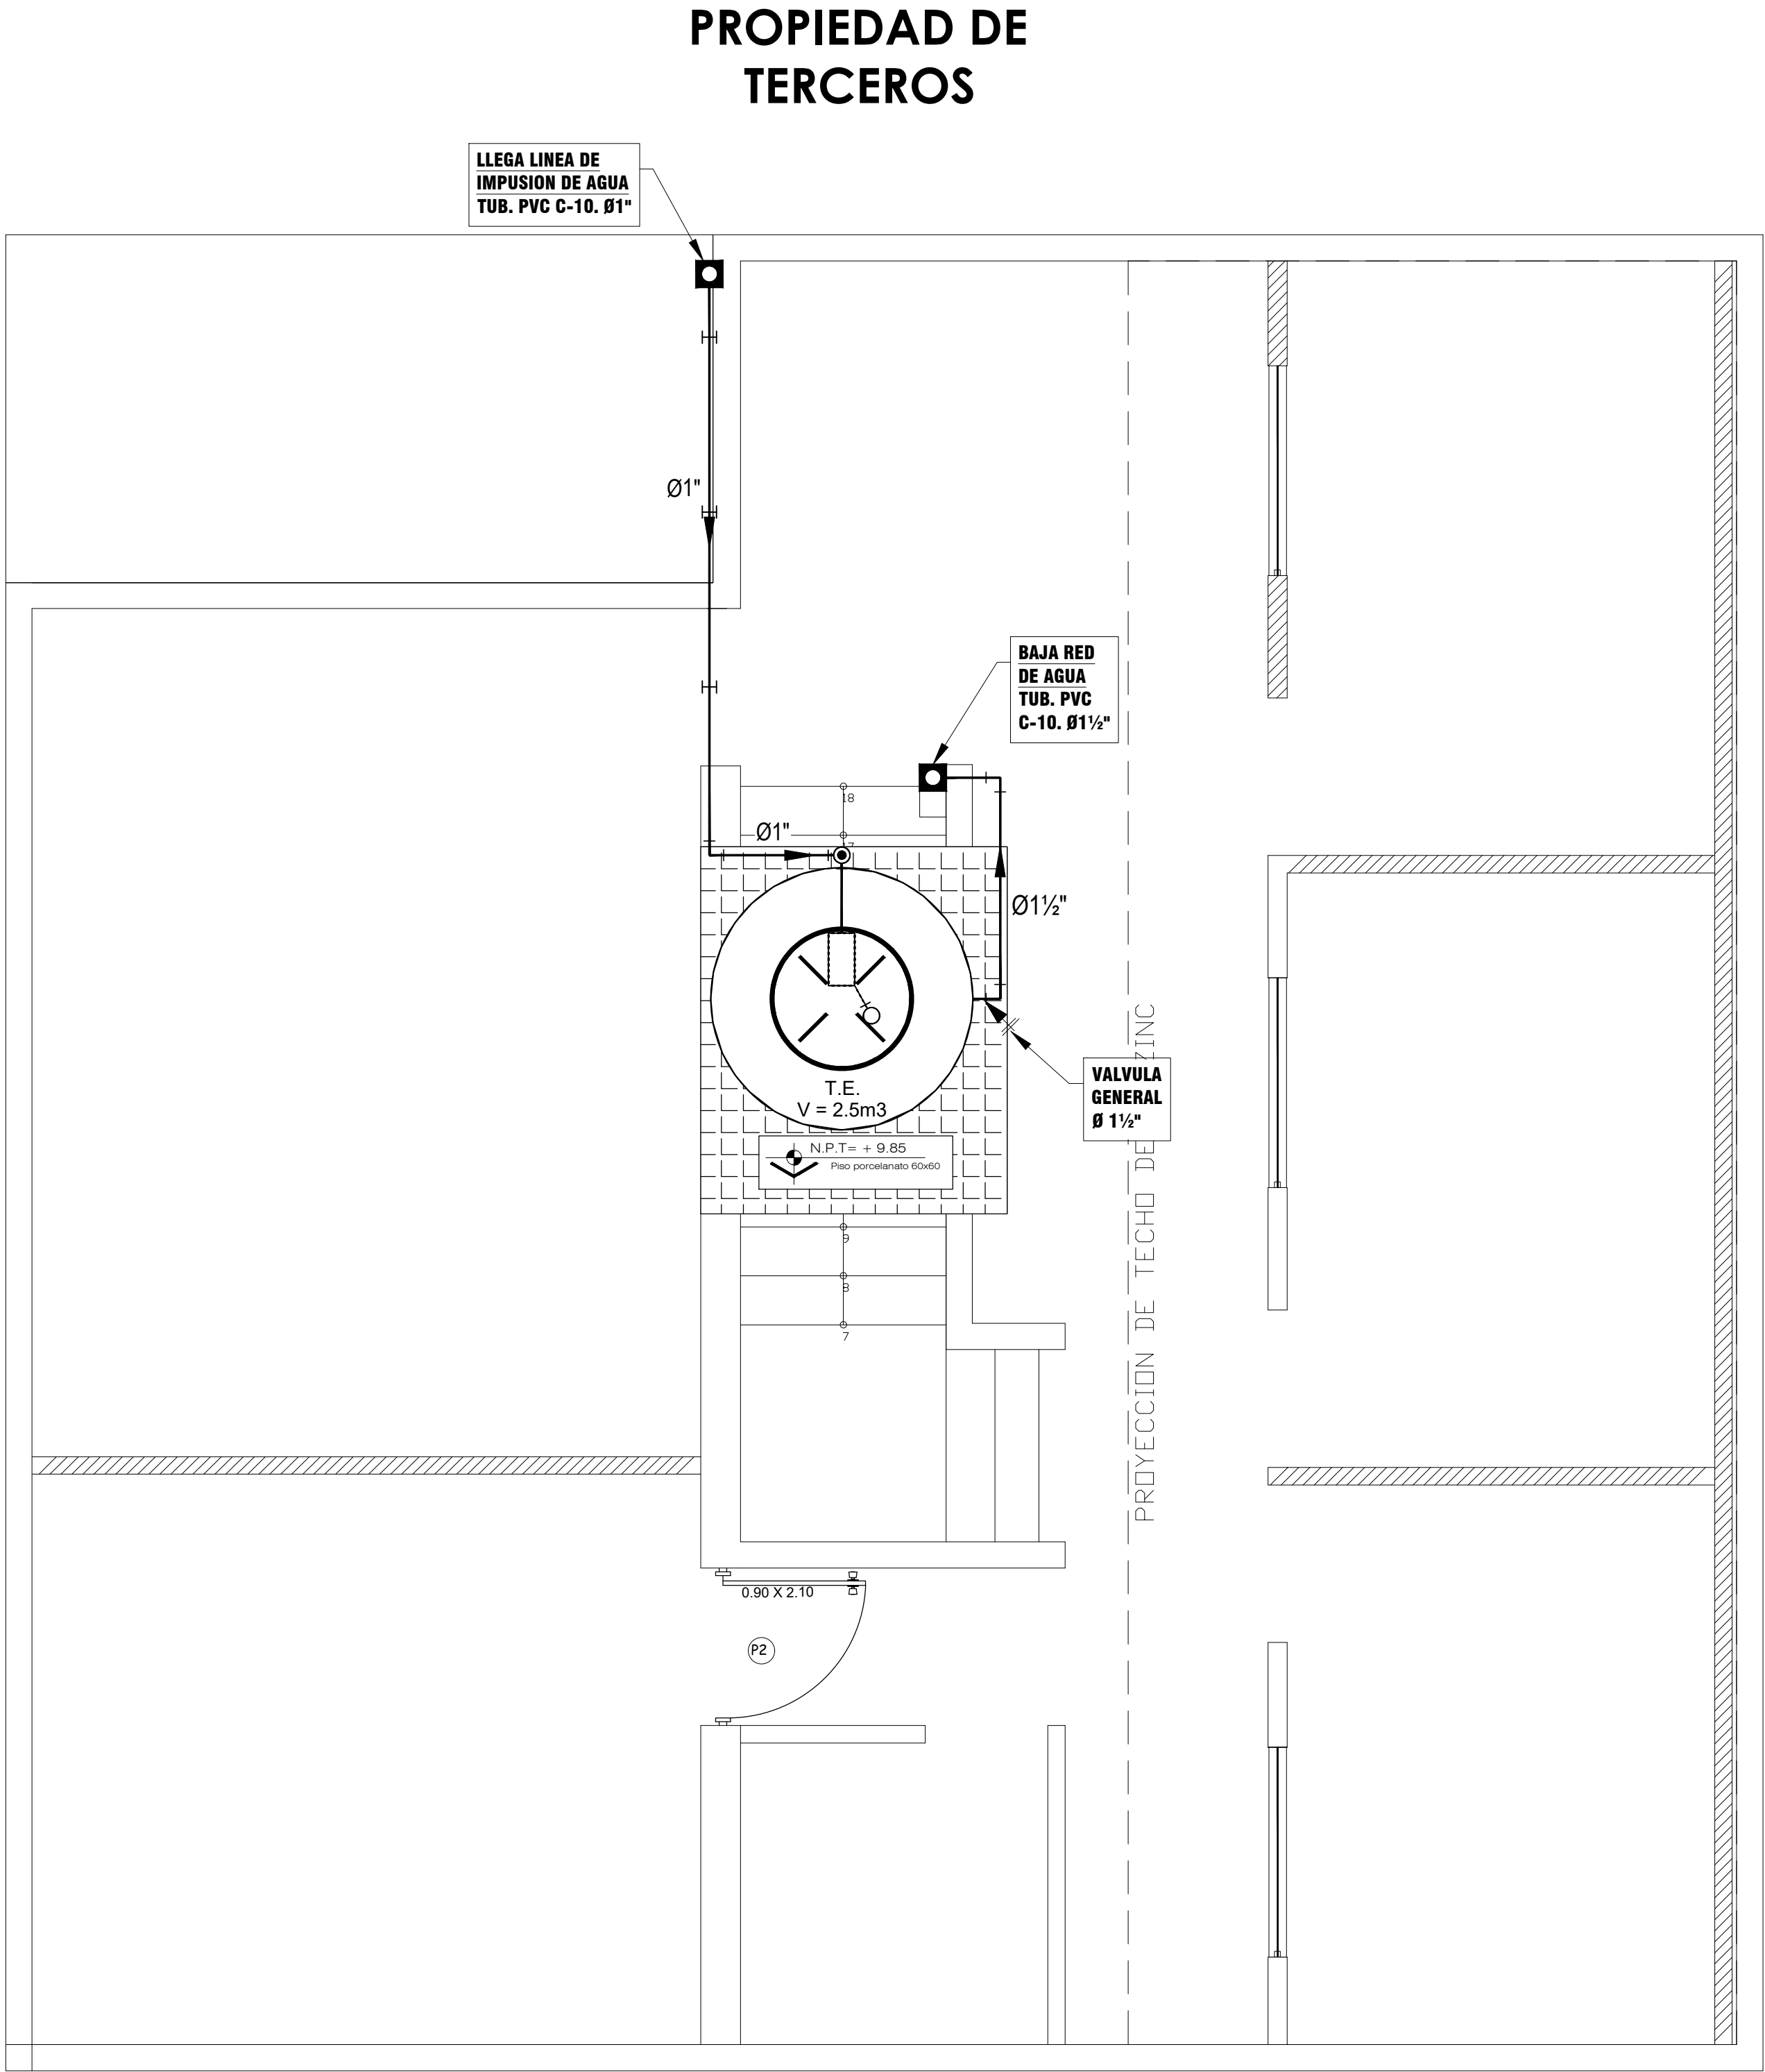 PROPIEDAD DE
TERCEROS
LLEGA LINEA DE
IMPUSION DE AGUA
TUB. PVC C-10. Ø1"
Ø1"
BAJA RED
DE AGUA
TUB. PVC
C-10. Ø1½"
18
Ø1"
17
Ø1½"
T.E.
V = 2.5m3
VALVULA
GENERAL
Ø 1½"
N.P.T= + 9.85
Piso porcelanato 60x60
9
8
7
PROYECCION DE TECHO DE ZINC
0.90 X 2.10
P2